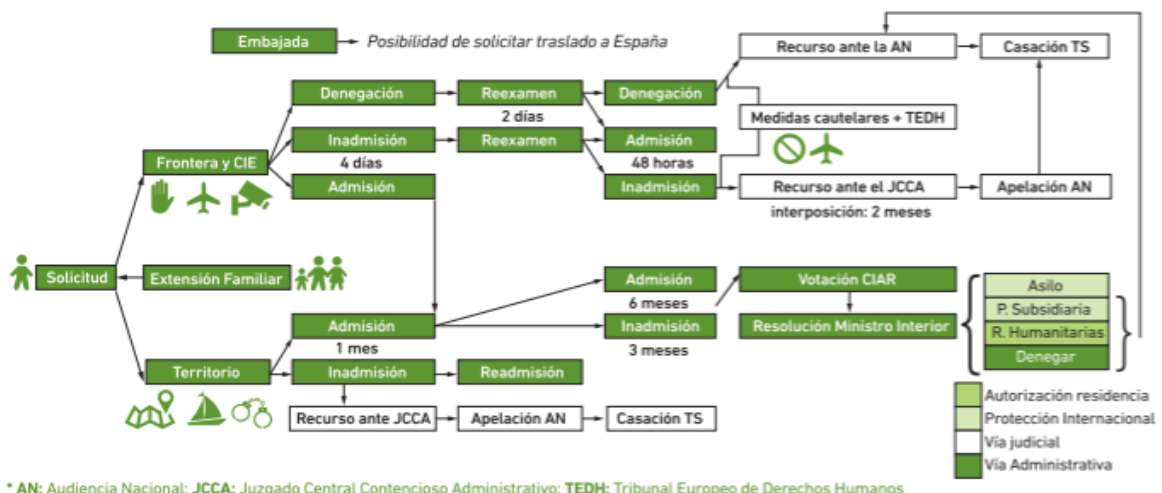 Embajada
Posibilidad de solicitar traslado a España
Recurso ante la AN
Casación TS
Denegación
Reexamen
2 días
Denegación
Medidas cautelares + TEDH
Inadmisión
4 días
Reexamen
Admisión
48 horas
Frontera y CIE
Admisión
Inadmisión
Recurso ante el JCCA
interposición: 2 meses
Apelación AN
Solicitud
Extensión Familiar
Admisión
6 meses
Votación CIAR
Asilo
P. Subsidiaria
R. Humanitarias
Denegar
Admisión
1 mes
Inadmisión
3 meses
Resolución Ministro Interior
Territorio
Inadmisión
Readmisión
Recurso ante JCCA
Apelación AN
Casación TS
Autorización residencia
Protección Internacional
Vía judicial
Vía Administrativa
* AN: Audiencia Nacional; JCCA: Juzgado Central Contencioso Administrativo; TEDH: Tribunal Europeo de Derechos Humanos